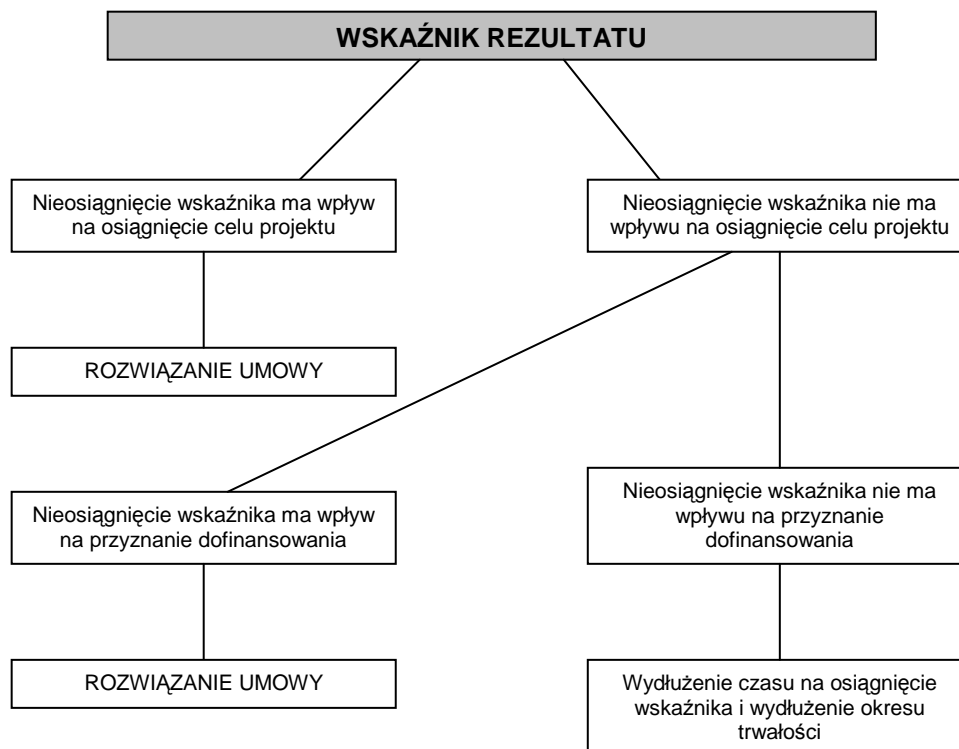 WSKAŹNIK REZULTATU
Nieosiągnięcie wskaźnika ma wpływ
na osiągnięcie celu projektu
Nieosiągnięcie wskaźnika nie ma
wpływu na osiągnięcie celu projektu
ROZWIĄZANIE UMOWY
Nieosiągnięcie wskaźnika ma wpływ
na przyznanie dofinansowania
Nieosiągnięcie wskaźnika nie ma
wpływu na przyznanie
dofinansowania
ROZWIĄZANIE UMOWY
Wydłużenie czasu na osiągnięcie
wskaźnika i wydłużenie okresu
trwałości